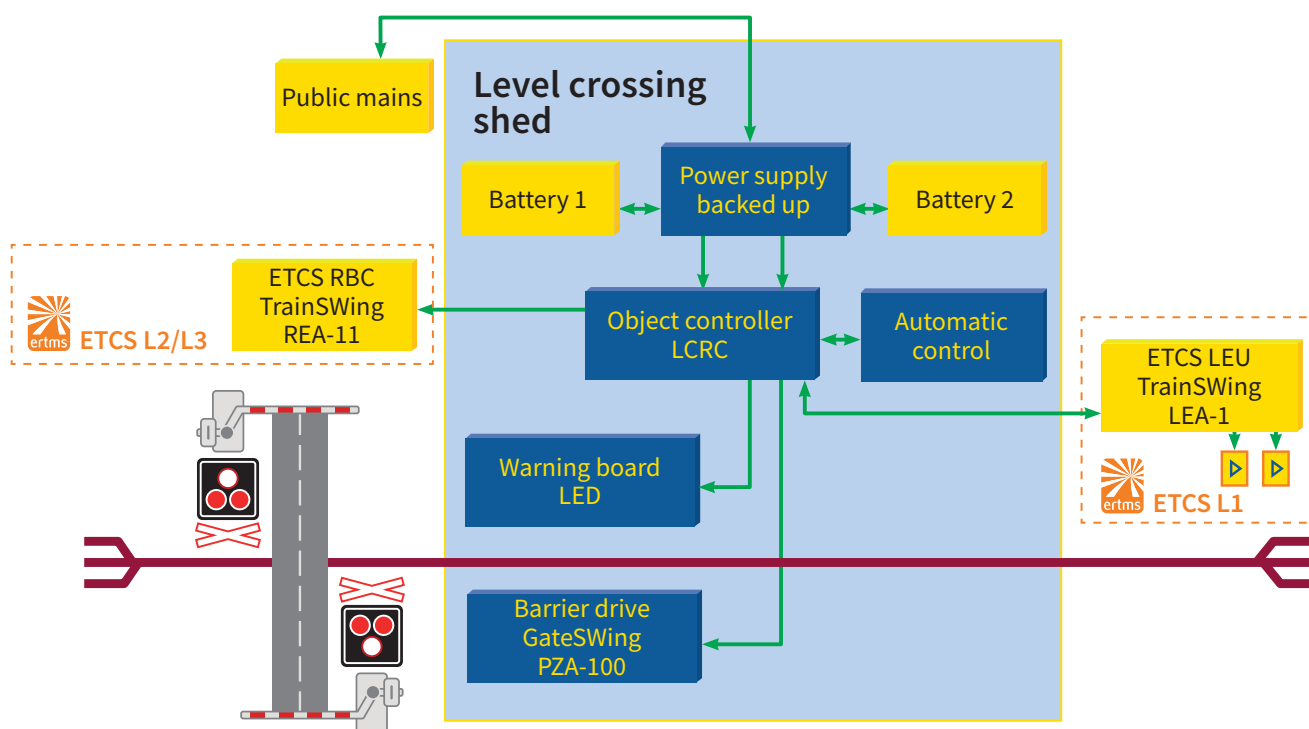 Public mains
Level crossing
shed
Power supply
backed up
Battery 1
Battery 2
ETCS RBC
TrainSWing
REA-11
ertms
ETCS L2/L3
Object controller
LCRC
Automatic
control
ETCS LEU
TrainSWing
LEA-1
ertms
ETCS L1
Warning board
LED
Barrier drive
GateSWing
PZA-100